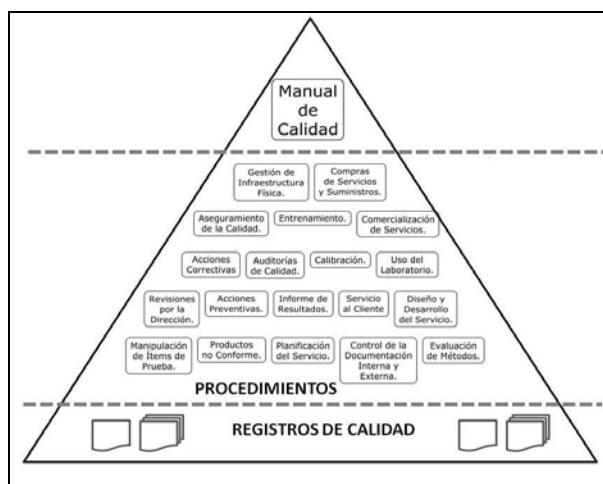 Manual
de
Calidad
Gestión de
Infraestructura
Física.
Compras
de Servicios
y Suministros.
Aseguramiento
de la Calidad.
Entrenamiento.
Comercialización
de Servicios.
Acciones
Correctivas
Auditorías
de Calidad.
Calibración.
Uso del
Laboratorio.
Revisiones
por la
Dirección.
Acciones
Preventivas.
Informe de
Resultados.
Servicio
al Cliente
Diseño y
Desarrollo
del Servicio.
Manipulación
de Ítems de
Prueba.
Productos
no Conforme.
Planificación
del Servicio.
Control de la
Documentación
Interna y
Externa.
Evaluación
de Métodos.
PROCEDIMIENTOS
REGISTROS DE CALIDAD